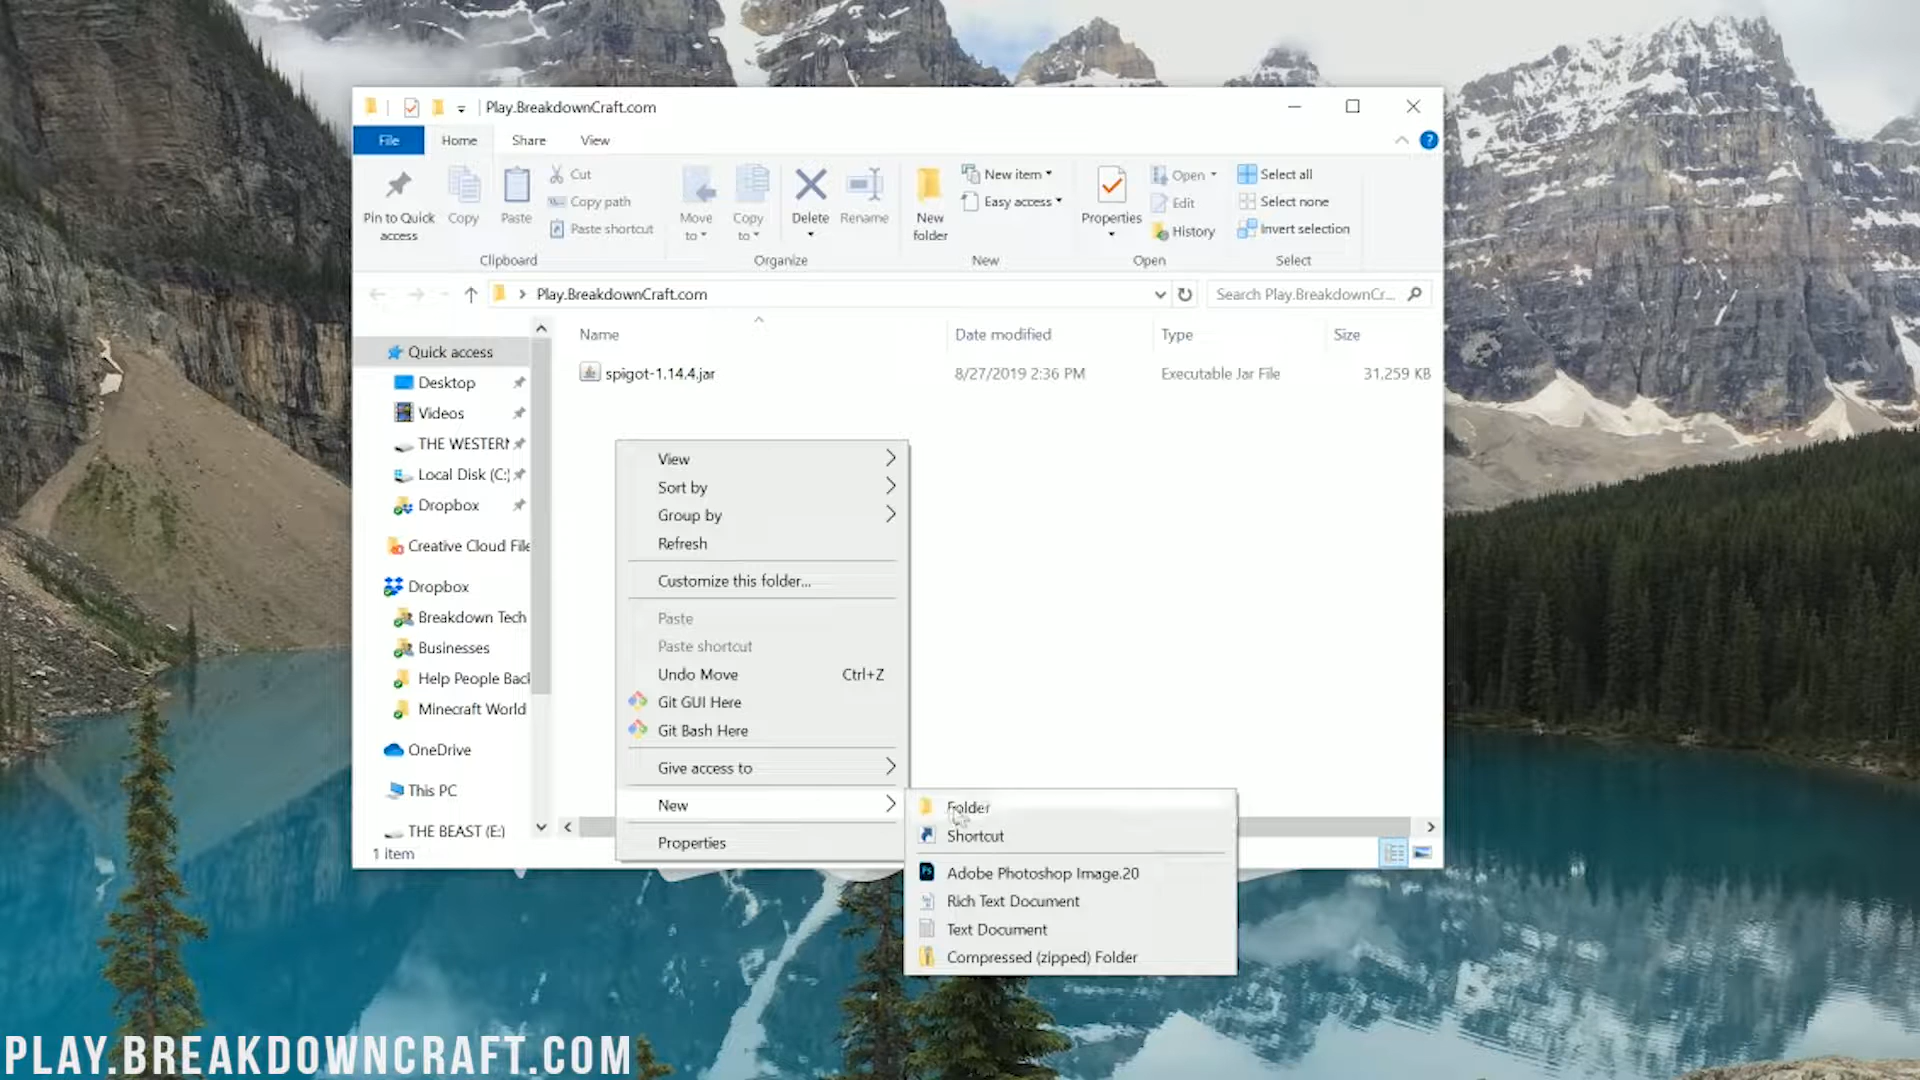 Play.BreakdownCraft.com
File Home Share View
Pin to Quick access
Copy
Paste
Cut
Copy path
Paste shortcut
Clipboard
Move to
Copy to
Delete
Rename
Organize
New folder
New item
Easy access
New
Properties
Open
Edit
History
Open
Select all
Select none
Invert selection
Select
Play.BreakdownCraft.com
Search Play.BreakdownCr...
Name Date modified Type Size
spigot-1.14.4.jar 8/27/2019 2:36 PM Executable Jar File 31,259 KB
Quick access
Desktop
Videos
THE WESTERN
Local Disk (C:)
Dropbox
Creative Cloud File
Dropbox
Breakdown Tech
Businesses
Help People Back
Minecraft World
OneDrive
This PC
THE BEAST (E:)
1 item
View
Sort by
Group by
Refresh
Customize this folder...
Paste
Paste shortcut
Undo Move Ctrl+Z
Git GUI Here
Git Bash Here
Give access to
New
Properties
Folder
Shortcut
Adobe Photoshop Image.20
Rich Text Document
Text Document
Compressed (zipped) Folder
PLAY.BREAKDOWNCRAFT.COM